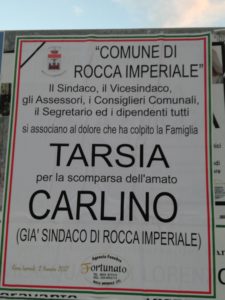 "COMUNE DI
ROCCA IMPERIALE"
Il Sindaco, il Vicesindaco,
gli Assessori, i Consiglieri Comunali,
il Segretario ed i dipendenti tutti
si associano al dolore che ha colpito la Famiglia
TARSIA
per la scomparsa dell'amato
CARLINO
(GIA' SINDACO DI ROCCA IMPERIALE)
Agenzia Funebre
Fortunato